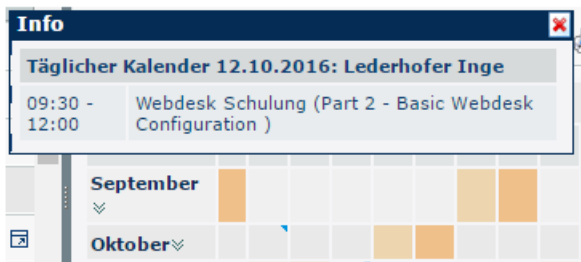 Info
Täglicher Kalender 12.10.2016: Lederhofer Inge
09:30 - 12:00
Webdesk Schulung (Part 2 - Basic Webdesk
Configuration )
September
Oktober